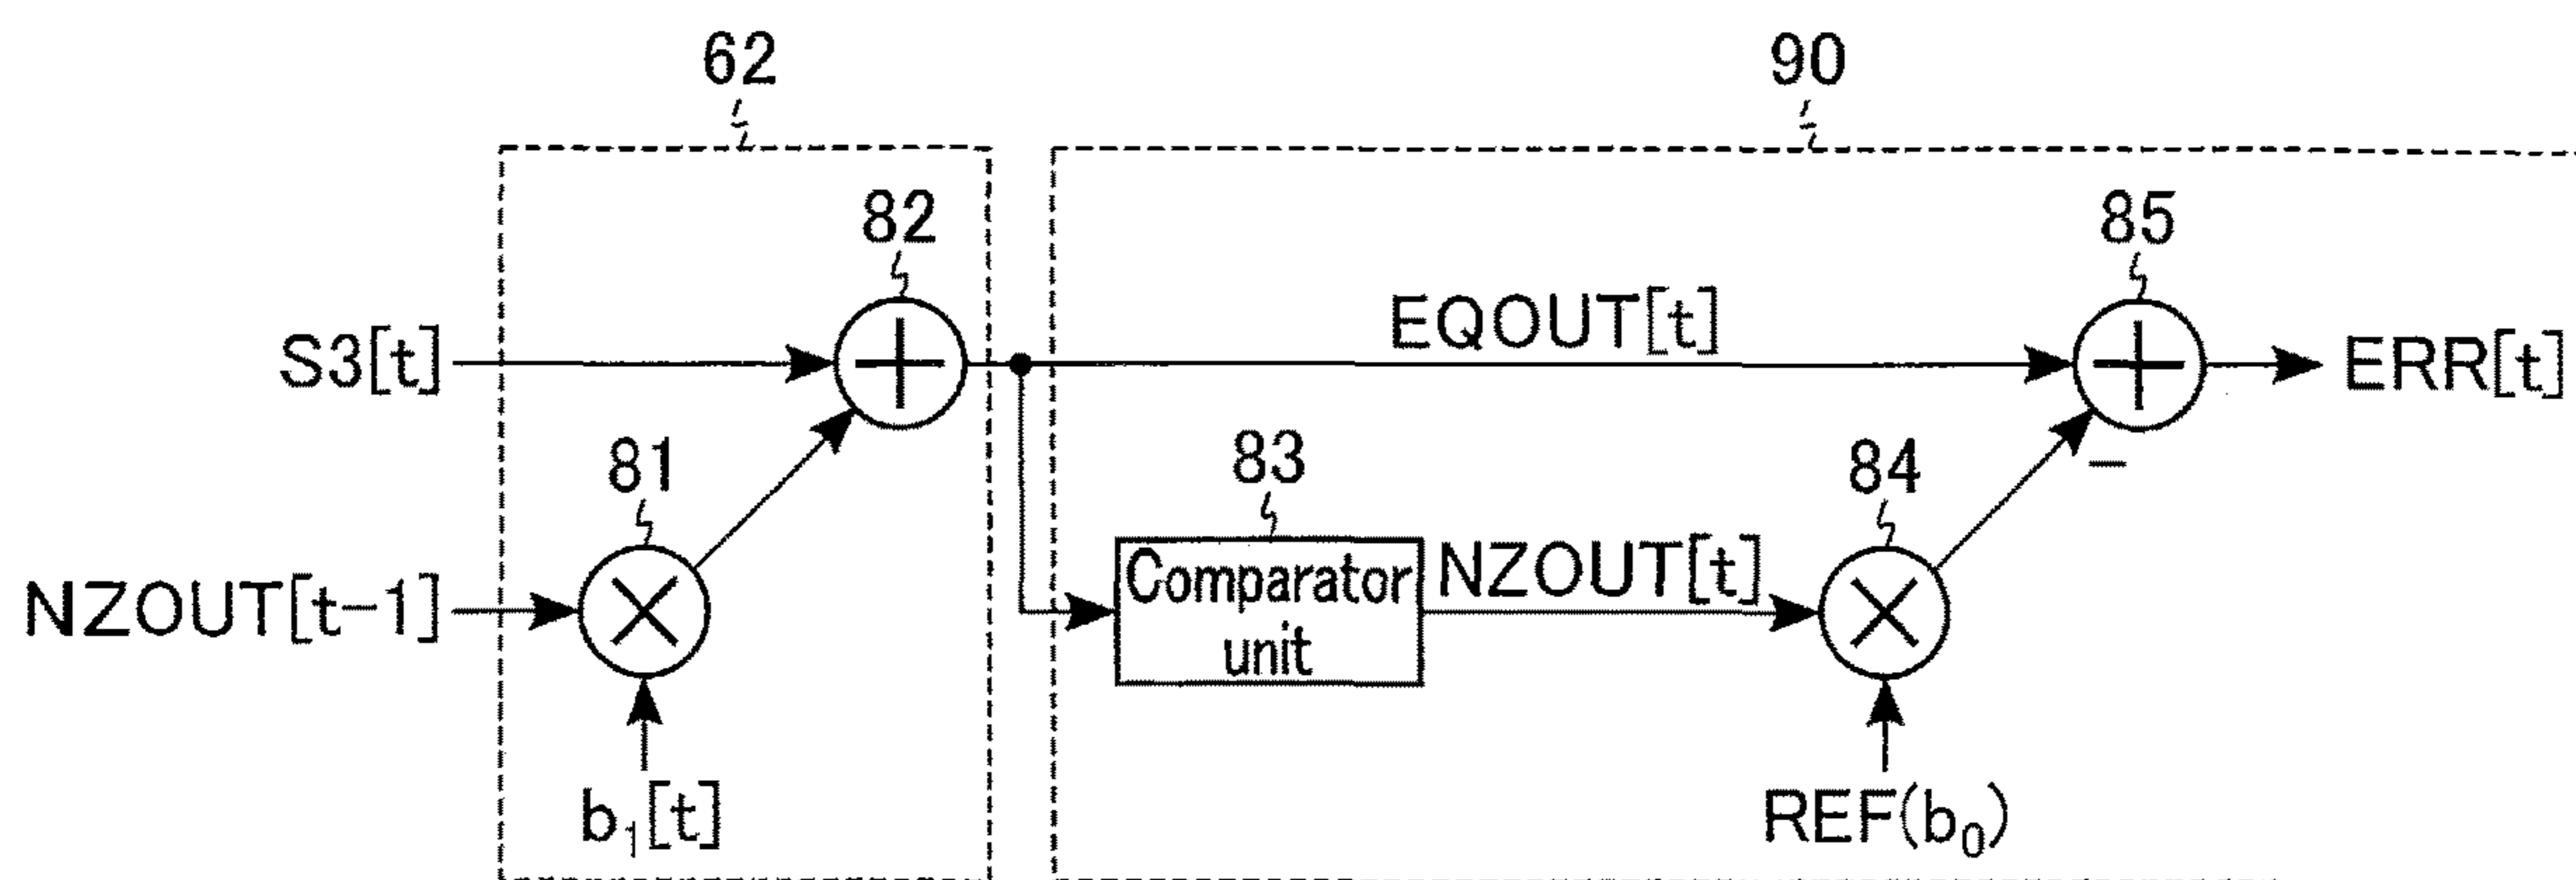 62
90
82
85
EQOUT[t]
S3[t]
ERR[t]
81
83
84
Comparator
unit
NZOUT[t]
NZOUT[t-1]
b₁[t]
REF(b₀)